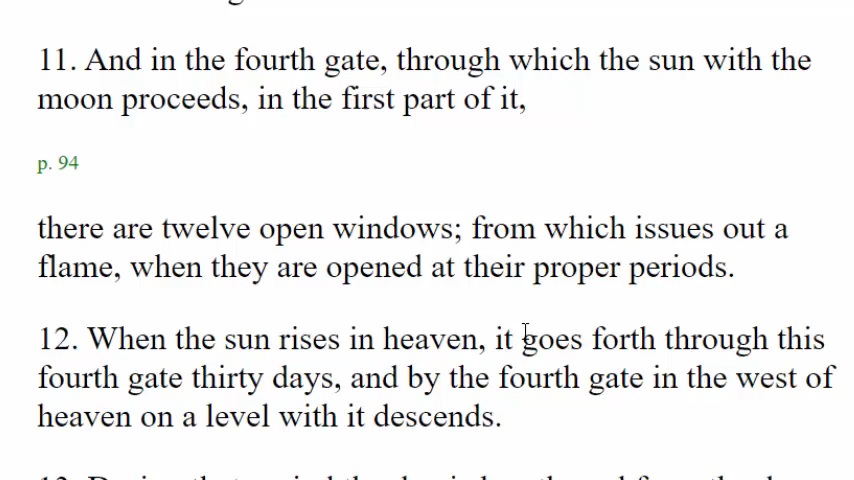 11. And in the fourth gate, through which the sun with the
moon proceeds, in the first part of it,
p. 94
there are twelve open windows; from which issues out a
flame, when they are opened at their proper periods.
12. When the sun rises in heaven, it goes forth through this
fourth gate thirty days, and by the fourth gate in the west of
heaven on a level with it descends.